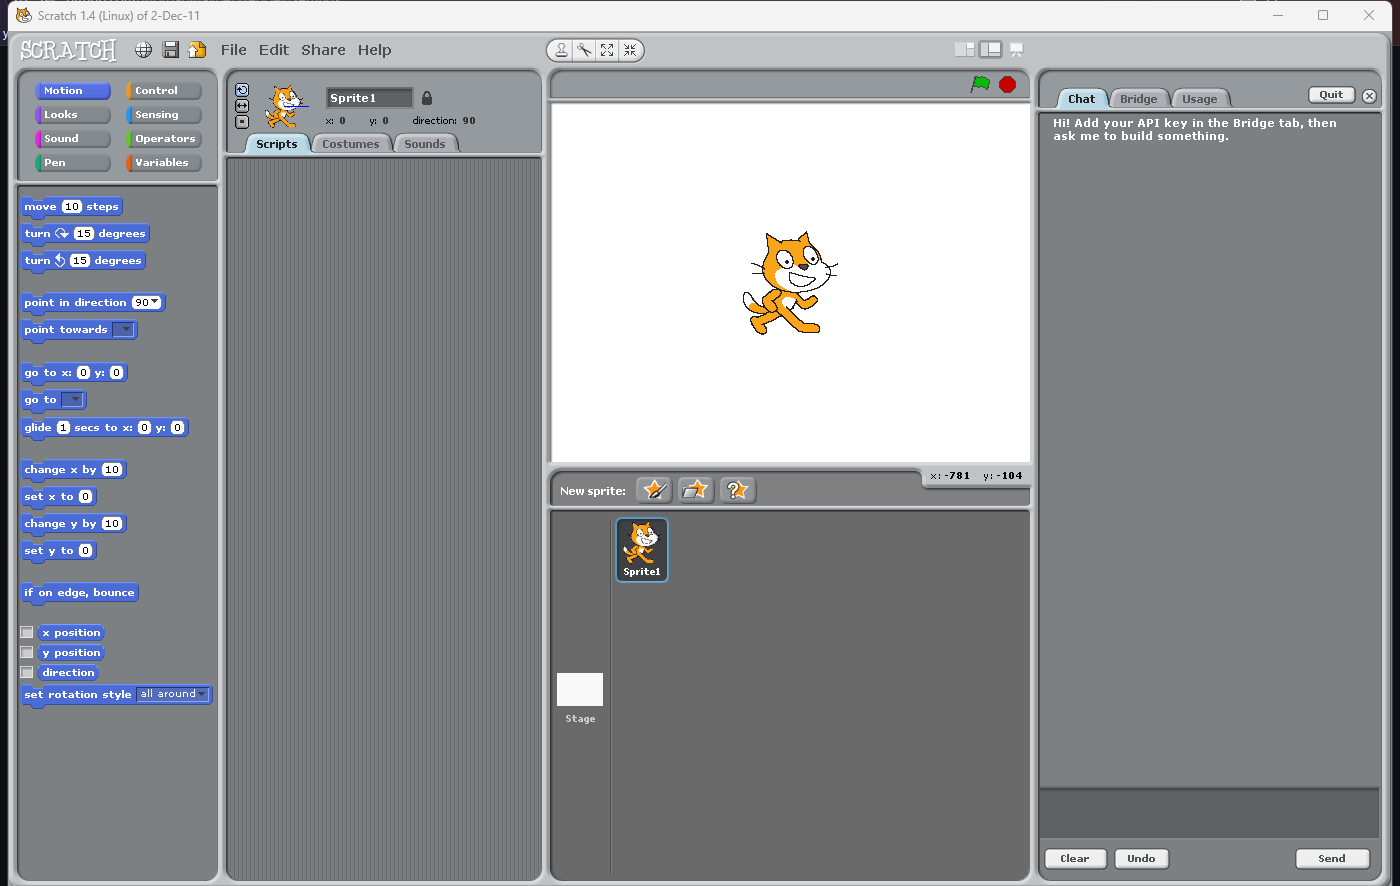 Scratch 1.4 (Linux) of 2-Dec-11
SCRATCH File Edit Share Help
Motion Control
Looks Sensing
Sound Operators
Pen Variables
move 10 steps
turn 15 degrees
turn 15 degrees
point in direction 90
point towards
go to x: 0 y: 0
go to
glide 1 secs to x: 0 y: 0
change x by 10
set x to 0
change y by 10
set y to 0
if on edge, bounce
x position
y position
direction
set rotation style all around
Sprite1
x: 0 y: 0 direction: 90
Scripts Costumes Sounds
x: -781 y: -104
New sprite:
Sprite1
Stage
Chat Bridge Usage Quit
Hi! Add your API key in the Bridge tab, then
ask me to build something.
Clear Undo Send